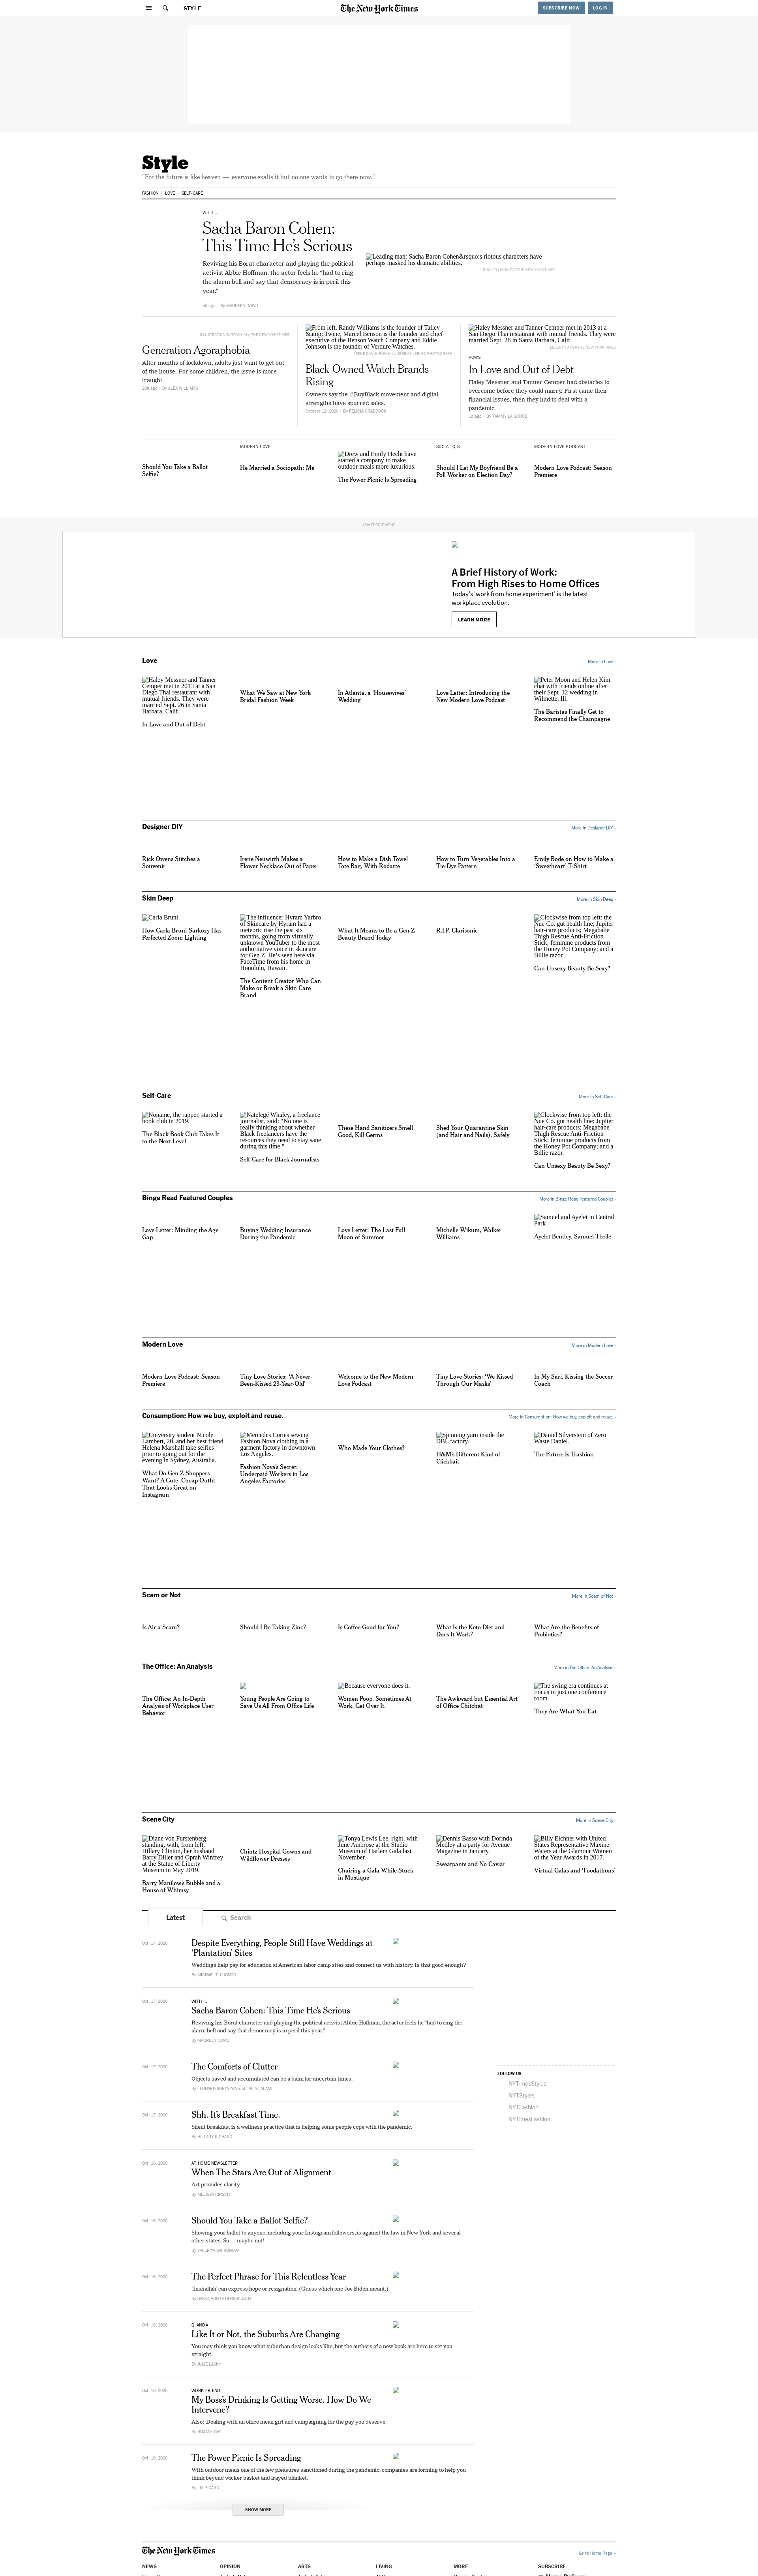 STYLE
The New York Times
SUBSCRIBE NOW
LOG IN
Style
"For the future is like heaven — everyone exalts it but no one wants to go there now."
FASHION
LOVE
SELF-CARE
WITH ...
Sacha Baron Cohen:
This Time He's Serious
Reviving his Borat character and playing the political
activist Abbie Hoffman, the actor feels he "had to ring
the alarm bell and say that democracy is in peril this
year."
By MAUREEN DOWD
Leading man: Sacha Baron Cohen&rsquo;s riotous characters have
perhaps masked his dramatic abilities.
Generation Agoraphobia
After months of lockdown, adults just want to get out
of the house. For some children, the issue is more
fraught.
20h ago – By ALEX WILLIAMS
From left, Randy Williams is the founder of Talley
&amp; Twine, Marvel Benson is the founder and chief
executive of the Benson Watch Company and Eddie
Johnson is the founder of Verdure Watches.
Black-Owned Watch Brands
Rising
Owners say the #BuyBlack movement and digital
strengths have spurred sales.
October 12, 2020 – By FELICIA CRADDOCK
Haley Messner and Tanner Cemper met in 2013 at a
San Diego Thai restaurant with mutual friends. They were
married Sept. 26 in Santa Barbara, Calif.
VOWS
In Love and Out of Debt
Haley Messner and Tanner Cemper had obstacles to
overcome before they could marry. First came their
financial issues, then they had to deal with a
pandemic.
1d ago – By TAMMY LA GORCE
Should You Take a Ballot
Selfie?
MODERN LOVE
He Married a Sociopath: Me
Drew and Emily Hecht have
started a company to make
outdoor meals more luxurious.
The Power Picnic Is Spreading
SOCIAL Q'S
Should I Let My Boyfriend Be a
Poll Worker on Election Day?
MODERN LOVE PODCAST
Modern Love Podcast: Season
Premiere
ADVERTISEMENT
A Brief History of Work:
From High Rises to Home Offices
Today's 'work from home experiment' is the latest
workplace evolution.
LEARN MORE
Love
More in Love ›
Haley Messner and Tanner
Cemper met in 2013 at a San
Diego Thai restaurant with
mutual friends. They were
married Sept. 26 in Santa
Barbara, Calif.
In Love and Out of Debt
What We Saw at New York
Bridal Fashion Week
In Atlanta, a 'Housewives'
Wedding
Love Letter: Introducing the
New Modern Love Podcast
Peter Moon and Helen Kim
chat with friends online after
their Sept. 12 wedding in
Wilmette, Ill.
The Baristas Finally Get to
Recommend the Champagne
Designer DIY
More in Designer DIY ›
Rick Owens Stitches a
Souvenir
Irene Neuwirth Makes a
Flower Necklace Out of Paper
How to Make a Dish Towel
Tote Bag, With Rodarte
How to Turn Vegetables Into a
Tie-Dye Pattern
Emily Bode on How to Make a
'Sweetheart' T-Shirt
Skin Deep
More in Skin Deep ›
Carla Bruni
How Carla Bruni-Sarkozy Has
Perfected Zoom Lighting
The influencer Hyram Yarbro
of Skincare by Hyram had a
meteoric rise the past six
months, going from virtually
unknown YouTuber to the most
authoritative voice in skincare
for Gen Z. He's seen here via
FaceTime from his home in
Honolulu, Hawaii.
The Content Creator Who Can
Make or Break a Skin Care
Brand
What It Means to Be a Gen Z
Beauty Brand Today
R.I.P. Clarisonic
Clockwise from top left: the
Nue Co. gut health line; Jupiter
hair-care products; Megababe
Thigh Rescue Anti-Friction
Stick; feminine products from
the Honey Pot Company; and a
Billie razor.
Can Unsexy Beauty Be Sexy?
Self-Care
More in Self-Care ›
Noname, the rapper, started a
book club in 2019.
The Black Book Club Takes It
to the Next Level
Natelegé Whaley, a freelance
journalist, said: "No one is
really thinking about whether
Black freelancers have the
resources they need to stay sane
during this time."
Self-Care for Black Journalists
These Hand Sanitizers Smell
Good, Kill Germs
Shed Your Quarantine Skin
(and Hair and Nails), Safely
Clockwise from top left: the
Nue Co. gut health line; Jupiter
hair-care products; Megababe
Thigh Rescue Anti-Friction
Stick; feminine products from
the Honey Pot Company; and a
Billie razor.
Can Unsexy Beauty Be Sexy?
Binge Read Featured Couples
More in Binge Read Featured Couples ›
Love Letter: Minding the Age
Gap
Buying Wedding Insurance
During the Pandemic
Love Letter: The Last Full
Moon of Summer
Michelle Wikum, Walker
Williams
Samuel and Ayelet in Central
Park
Ayelet Bentley, Samuel Theile
Modern Love
More in Modern Love ›
Modern Love Podcast: Season
Premiere
Tiny Love Stories: 'A Never-
Been-Kissed 23-Year-Old'
Welcome to the New Modern
Love Podcast
Tiny Love Stories: 'We Kissed
Through Our Masks'
In My Sari, Kissing the Soccer
Coach
Consumption: How we buy, exploit and reuse.
More in Consumption: How we buy, exploit and reuse. ›
University student Nicole
Lambert, 20, and her best friend
Helena Marshall take selfies
prior to going out for the
evening in Sydney, Australia.
What Do Gen Z Shoppers
Want? A Cute, Cheap Outfit
That Looks Great on
Instagram
Mercedes Cortes sewing
Fashion Nova clothing in a
garment factory in downtown
Los Angeles.
Fashion Nova's Secret:
Underpaid Workers in Los
Angeles Factories
Who Made Your Clothes?
Spinning yarn inside the
DBL factory.
H&M's Different Kind of
Clickbait
Daniel Silverstein of Zero
Waste Daniel.
The Future Is Trashion
Scam or Not
More in Scam or Not ›
Is Air a Scam?
Should I Be Taking Zinc?
Is Coffee Good for You?
What Is the Keto Diet and
Does It Work?
What Are the Benefits of
Probiotics?
The Office: An Analysis
More in The Office: An Analysis ›
The Office: An In-Depth
Analysis of Workplace User
Behavior
Young People Are Going to
Save Us All From Office Life
Because everyone does it.
Women Poop. Sometimes At
Work. Get Over It.
The Awkward but Essential Art
of Office Chitchat
The swing era continues at
Focus in just one conference
room.
They Are What You Eat
Scene City
More in Scene City ›
Diane von Furstenberg,
standing, with, from left,
Hillary Clinton, her husband
Barry Diller and Oprah Winfrey
at the Statue of Liberty
Museum in May 2019.
Barry Manilow's Bubble and a
House of Whimsy
Chintz Hospital Gowns and
Wildflower Dresses
Tonya Lewis Lee, right, with
June Ambrose at the Studio
Museum of Harlem Gala last
November.
Chairing a Gala While Stuck
in Mustique
Dennis Basso with Dorinda
Medley at a party for Avenue
Magazine in January.
Sweatpants and No Caviar
Billy Eichner with United
States Representative Maxine
Waters at the Glamour Women
of the Year Awards in 2017.
Virtual Galas and 'Foodathons'
Latest
Search
Oct. 17, 2020
Despite Everything, People Still Have Weddings at
'Plantation' Sites
Weddings help pay for education at American labor camp sites and connect us with history. Is that good enough?
By MICHAEL T. LUONGO
Oct. 17, 2020
WITH ...
Sacha Baron Cohen: This Time He's Serious
Reviving his Borat character and playing the political activist Abbie Hoffman, the actor feels he "had to ring the
alarm bell and say that democracy is in peril this year."
By MAUREEN DOWD
Oct. 17, 2020
The Comforts of Clutter
Objects saved and accumulated can be a balm for uncertain times.
Oct. 17, 2020
Shh. It's Breakfast Time.
Silent breakfast is a wellness practice that is helping some people cope with the pandemic.
By HILLARY RICHARD
FOLLOW US
NYTimesStyles
NYTStyles
NYTFashion
NYTimesFashion
Oct. 16, 2020
AT HOME NEWSLETTER
When The Stars Are Out of Alignment
Art provides clarity.
By MELISSA KIRSCH
Oct. 16, 2020
Should You Take a Ballot Selfie?
Showing your ballot to anyone, including your Instagram followers, is against the law in New York and several
other states. So … maybe not!
By VALERIYA SAFRONOVA
Oct. 16, 2020
The Perfect Phrase for This Relentless Year
'Inshallah' can express hope or resignation. (Guess which one Joe Biden meant.)
Oct. 16, 2020
Q. AND A.
Like It or Not, the Suburbs Are Changing
You may think you know what suburban design looks like, but the authors of a new book are here to set you
straight.
By JULIE LASKY
Oct. 16, 2020
WORK FRIEND
My Boss's Drinking Is Getting Worse. How Do We
Intervene?
Also: Dealing with an office mean girl and campaigning for the pay you deserve.
By ROXANE GAY
Oct. 16, 2020
The Power Picnic Is Spreading
With outdoor meals one of the few pleasures sanctioned during the pandemic, companies are forming to help you
think beyond wicker basket and frayed blanket.
By LIA PICARD
SHOW MORE
The New York Times
Go to Home Page »
NEWS
OPINION
ARTS
LIVING
MORE
SUBSCRIBE